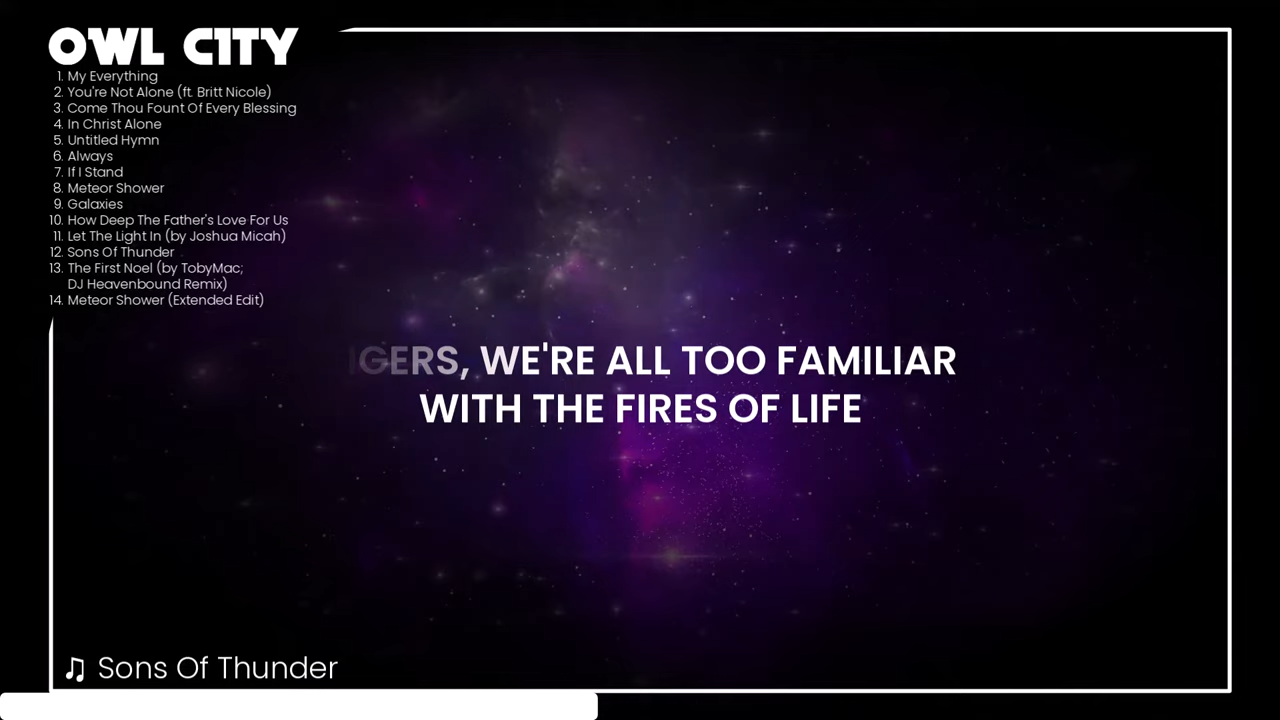 OWL CITY
1. My Everything
2. You're Not Alone (ft. Britt Nicole)
3. Come Thou Fount Of Every Blessing
4. In Christ Alone
5. Untitled Hymn
6. Always
7. If I Stand
8. Meteor Shower
9. Galaxies
10. How Deep The Father's Love For Us
11. Let The Light In (by Joshua Micah)
12. Sons Of Thunder
13. The First Noel (by TobyMac;
DJ Heavenbound Remix)
14. Meteor Shower (Extended Edit)
WE'RE ALL TOO FAMILIAR
WITH THE FIRES OF LIFE
♫ Sons Of Thunder